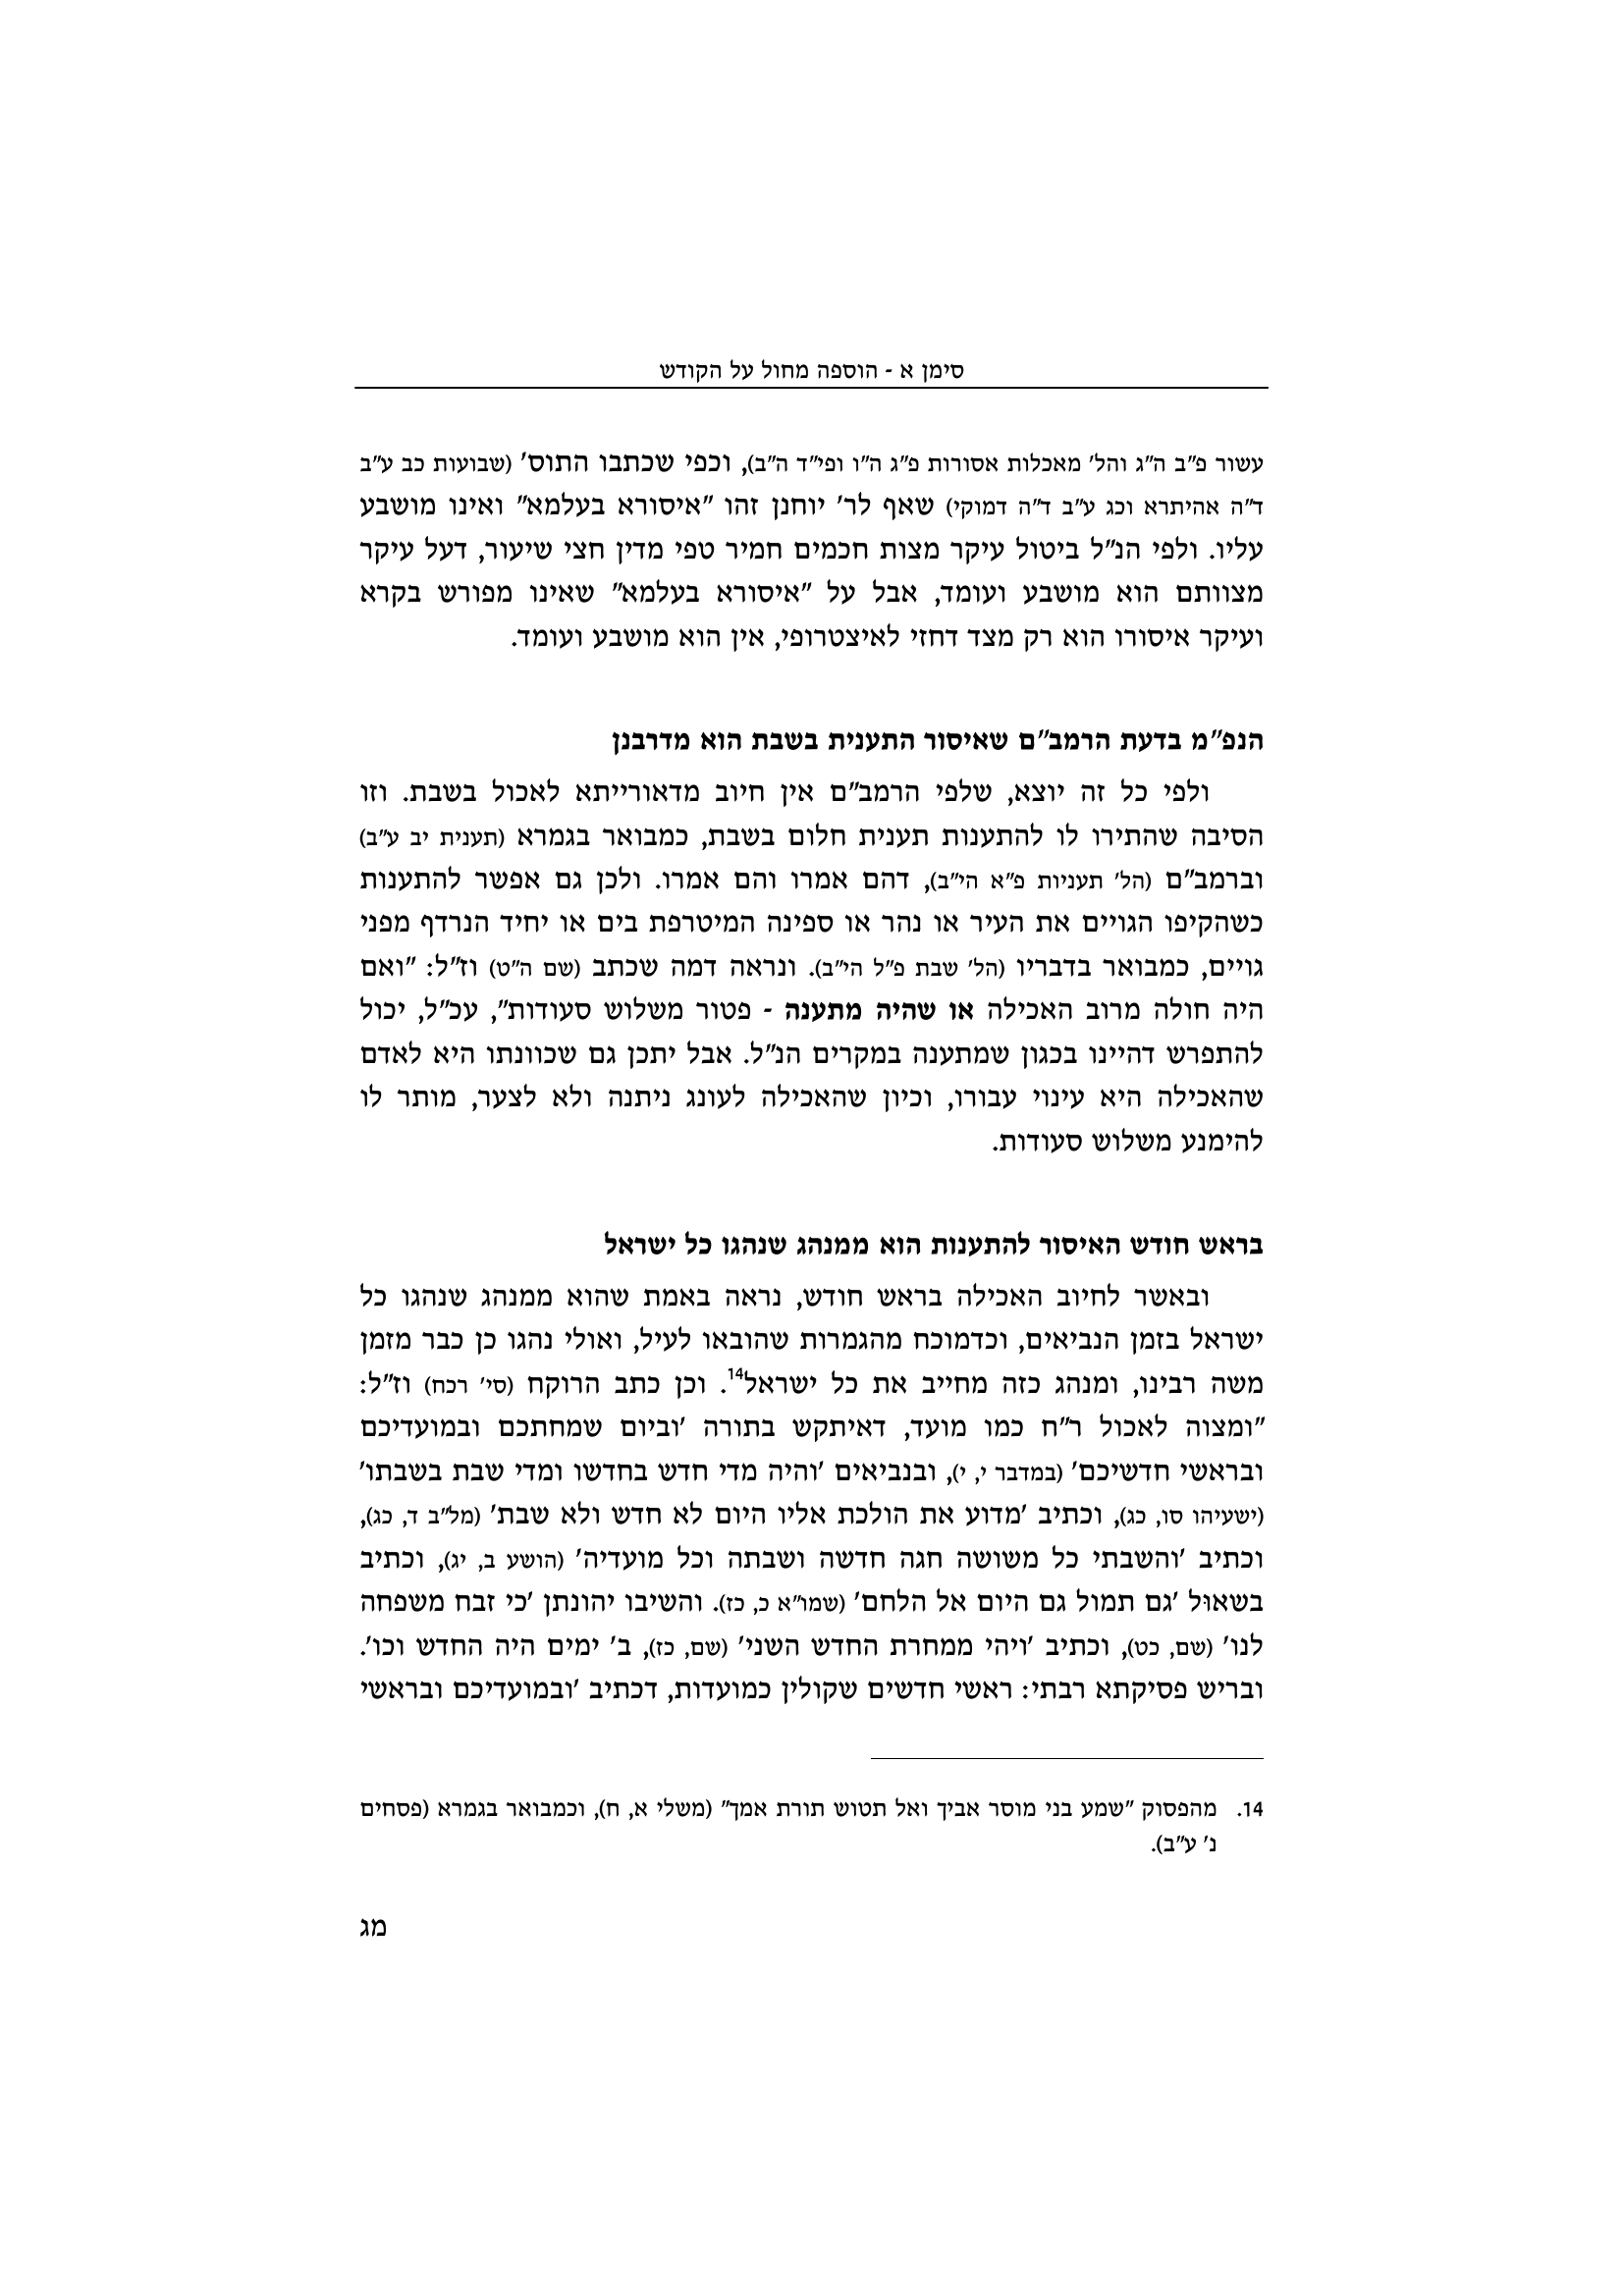 סימן א - הוספה מחול על הקודש
עשור פ"ב ה"ג והל' מאכלות אסורות פ"ג ה"ו ופי"ד ה"ב), וכפי שכתבו התוס' (שבועות כב ע"ב
ד"ה אהיתרא וכג ע"ב ד"ה דמוקי) שאף לר' יוחנן זהו "איסורא בעלמא" ואינו מושבע
עליו. ולפי הנ"ל ביטול עיקר מצות חכמים חמיר טפי מדין חצי שיעור, דעל עיקר
מצוותם הוא מושבע ועומד, אבל על "איסורא בעלמא" שאינו מפורש בקרא
ועיקר איסורו הוא רק מצד דחזי לאיצטרופי, אין הוא מושבע ועומד.
הנפ"מ בדעת הרמב"ם שאיסור התענית בשבת הוא מדרבנן
ולפי כל זה יוצא, שלפי הרמב"ם אין חיוב מדאורייתא לאכול בשבת. וזו
הסיבה שהתירו לו להתענות תענית חלום בשבת, כמבואר בגמרא (תענית יב ע"ב)
וברמב"ם (הל' תעניות פ"א הי"ב), דהם אמרו והם אמרו. ולכן גם אפשר להתענות
כשהקיפו הגויים את העיר או נהר או ספינה המיטרפת בים או יחיד הנרדף מפני
גויים, כמבואר בדבריו (הל' שבת פ"ל הי"ב). ונראה דמה שכתב (שם ה"ט) וז"ל: "ואם
היה חולה מרוב האכילה או שהיה מתענה - פטור משלוש סעודות", עכ"ל, יכול
להתפרש דהיינו בכגון שמתענה במקרים הנ"ל. אבל יתכן גם שכוונתו היא לאדם
שהאכילה היא עינוי עבורו, וכיון שהאכילה לעונג ניתנה ולא לצער, מותר לו
להימנע משלוש סעודות.
בראש חודש האיסור להתענות הוא ממנהג שנהגו כל ישראל
ובאשר לחיוב האכילה בראש חודש, נראה באמת שהוא ממנהג שנהגו כל
ישראל בזמן הנביאים, וכדמוכח מהגמרות שהובאו לעיל, ואולי נהגו כן כבר מזמן
משה רבינו, ומנהג כזה מחייב את כל ישראל14. וכן כתב הרוקח (סי' רכח) וז"ל:
"ומצוה לאכול ר"ח כמו מועד, דאיתקש בתורה 'וביום שמחתכם ובמועדיכם
ובראשי חדשיכם' (במדבר י, י), ובנביאים 'והיה מדי חדש בחדשו ומדי שבת בשבתו'
(ישעיהו סו, כג), וכתיב 'מדוע את הולכת אליו היום לא חדש ולא שבת' (מל"ב ד, כג),
וכתיב 'והשבתי כל משושה חגה חדשה ושבתה וכל מועדיה' (הושע ב, יג), וכתיב
בשאוּל 'גם תמול גם היום אל הלחם' (שמו"א כ, כז). והשיבו יהונתן 'כי זבח משפחה
לנו' (שם, כט), וכתיב 'ויהי ממחרת החדש השני' (שם, כז), ב' ימים היה החדש וכו'.
ובריש פסיקתא רבתי: ראשי חדשים שקולין כמועדות, דכתיב 'ובמועדיכם ובראשי
14. מהפסוק "שמע בני מוסר אביך ואל תטוש תורת אמך" (משלי א, ח), וכמבואר בגמרא (פסחים
נ' ע"ב).
מג